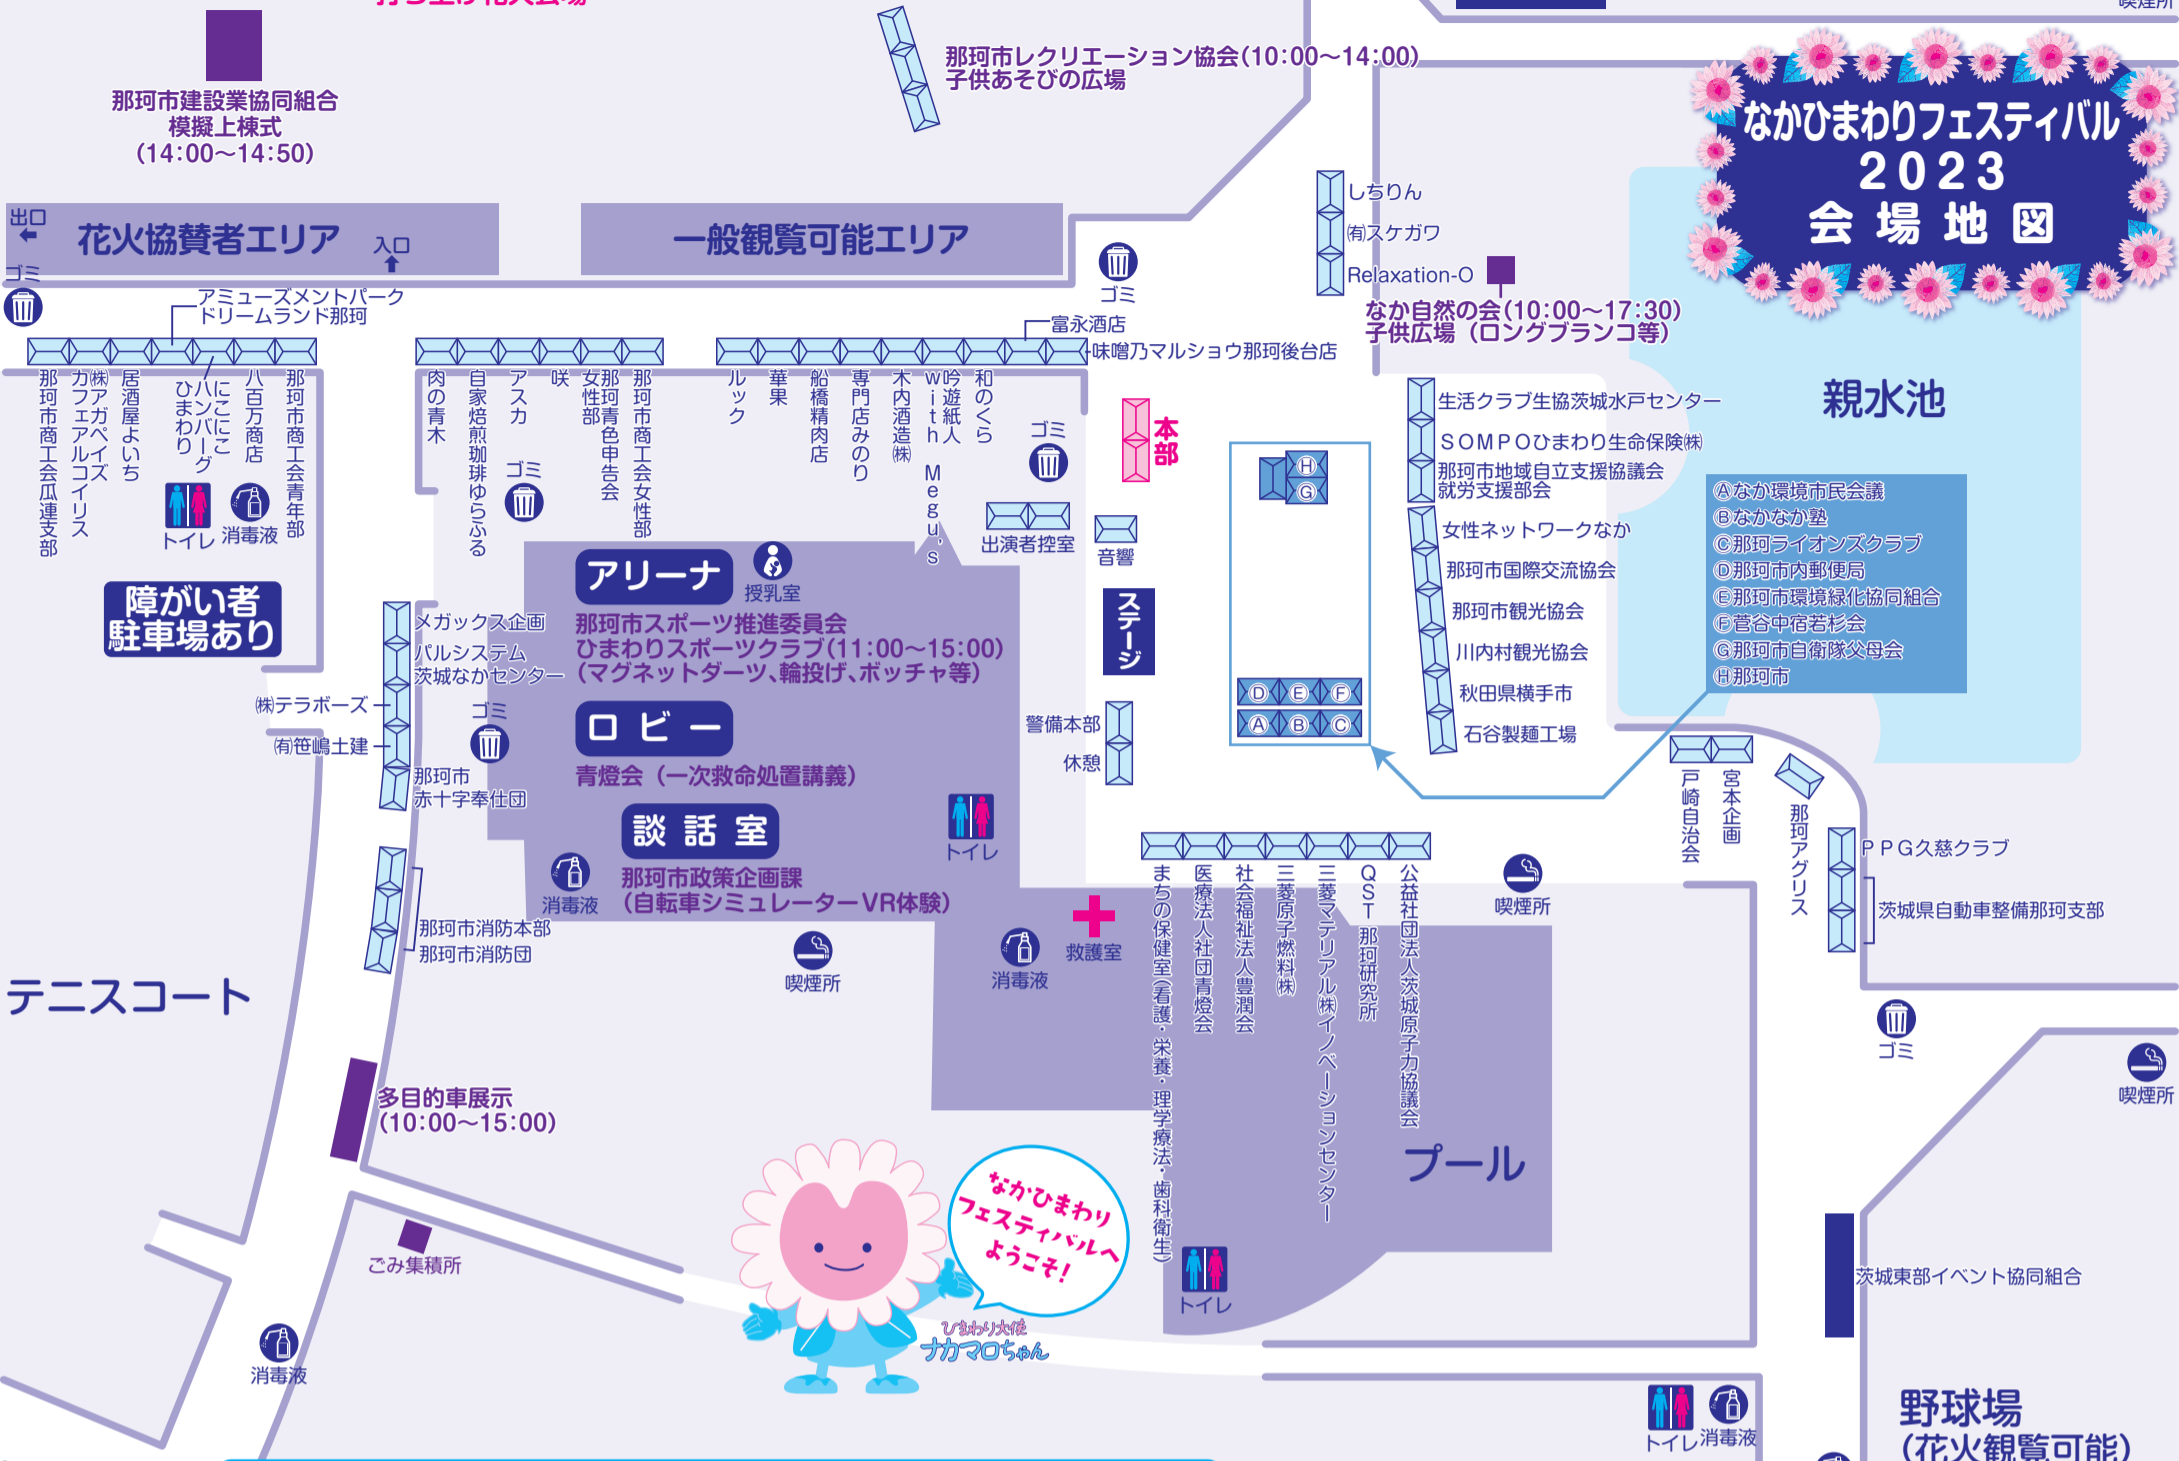 喫煙所
那珂市建設業協同組合
模擬上棟式
(14:00〜14:50)
那珂市レクリエーション協会(10:00〜14:00)
子供あそびの広場
なかひまわりフェスティバル
2023
会場地図
出口
花火協賛者エリア
入口
一般観覧可能エリア
ゴミ
アミューズメントパーク
ドリームランド那珂
ゴミ
しちりん
㈲スケガワ
Relaxation-O
なか自然の会(10:00〜17:30)
子供広場(ロングブランコ等)
富永酒店
味噌乃マルショウ那珂後台店
那珂市商工会瓜連支部
㈱アガペイズ
カフェアルコイリス
居酒屋よいち
にこにこ
ハンバーグ
ひまわり
八百万商店
那珂市商工会青年部
肉の青木
自家焙煎珈琲ゆらふる
アスカ
咲
那珂青色申告会
女性部
那珂市商工会女性部
ルック
華果
船橋精肉店
専門店みのり
木内酒造㈱
吟遊紙人
with Megu's
和のくら
トイレ
消毒液
ゴミ
ゴミ
本部
出演者控室
音響
ステージ
警備本部
休憩
障がい者
駐車場あり
メガックス企画
パルシステム
茨城なかセンター
㈱テラボーズ
㈲笹嶋土建
那珂市
赤十字奉仕団
那珂市消防本部
那珂市消防団
ゴミ
アリーナ
授乳室
那珂市スポーツ推進委員会
ひまわりスポーツクラブ(11:00〜15:00)
(マグネットダーツ、輪投げ、ボッチャ等)
ロビー
青燈会(一次救命処置講義)
談話室
那珂市政策企画課
(自転車シミュレーターVR体験)
トイレ
消毒液
喫煙所
消毒液
救護室
H
G
D E F
A B C
生活クラブ生協茨城水戸センター
SOMPOひまわり生命保険㈱
那珂市地域自立支援協議会
就労支援部会
女性ネットワークなか
那珂市国際交流協会
那珂市観光協会
川内村観光協会
秋田県横手市
石谷製麺工場
親水池
Ⓐなか環境市民会議
Ⓑなかなか塾
Ⓒ那珂ライオンズクラブ
Ⓓ那珂市内郵便局
Ⓔ那珂市環境緑化協同組合
Ⓕ菅谷中宿若杉会
Ⓖ那珂市自衛隊父母会
Ⓗ那珂市
戸崎自治会
宮本企画
那珂アグリス
PPG久慈クラブ
茨城県自動車整備那珂支部
まちの保健室(看護・栄養・理学療法・歯科衛生)
医療法人社団青燈会
社会福祉法人豊潤会
三菱原子燃料㈱
三菱マテリアル㈱イノベーションセンター
QST 那珂研究所
公益社団法人茨城原子力協議会
喫煙所
ゴミ
喫煙所
テニスコート
多目的車展示
(10:00〜15:00)
ごみ集積所
消毒液
なかひまわり
フェスティバルへ
ようこそ!
ひまわり大使
ナカマロちゃん
プール
トイレ
茨城東部イベント協同組合
トイレ
消毒液
野球場
(花火観覧可能)